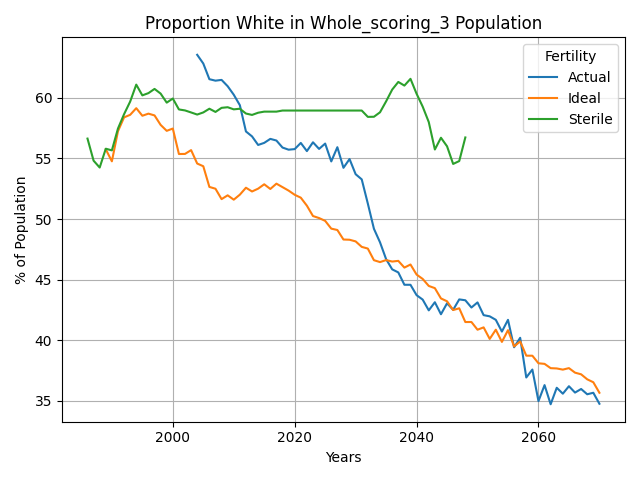 Proportion White in Whole_scoring_3 Population
Fertility
Actual
Ideal
Sterile
% of Population
60
55
50
45
40
35
2000
2020
2040
2060
Years